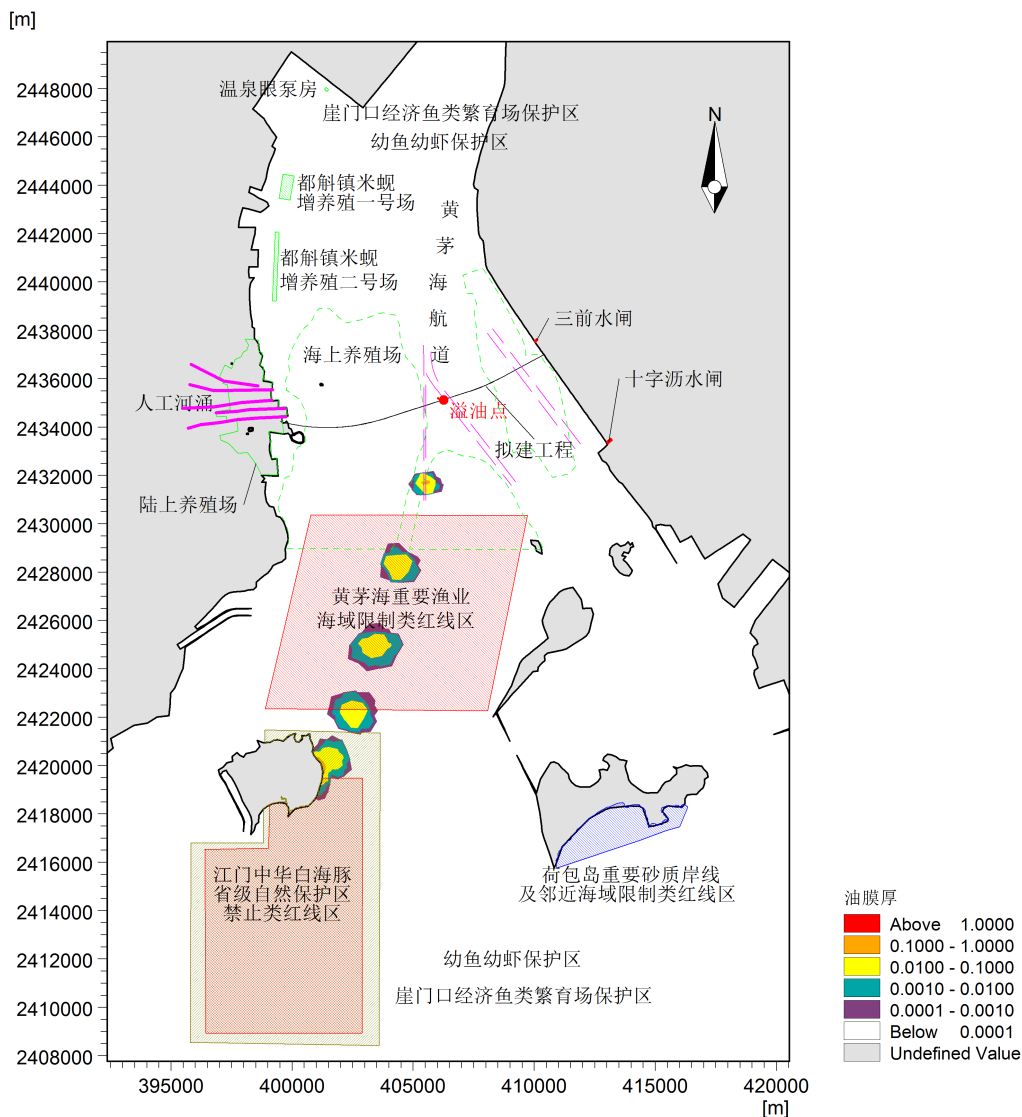 [m]
2448000
2446000
2444000
2442000
2440000
2438000
2436000
2434000
2432000
2430000
2428000
2426000
2424000
2422000
2420000
2418000
2416000
2414000
2412000
2410000
2408000
温泉眼泵房
崖门口经济鱼类繁育场保护区
幼鱼幼虾保护区
N
都斛镇米蚬
增养殖一号场
黄
茅
海
航
道
都斛镇米蚬
增养殖二号场
三前水闸
海上养殖场
十字沥水闸
人工河涌
溢油点
拟建工程
陆上养殖场
黄茅海重要渔业
海域限制类红线区
江门中华白海豚
省级自然保护区
禁止类红线区
荷包岛重要砂质岸线
及邻近海域限制类红线区
幼鱼幼虾保护区
崖门口经济鱼类繁育场保护区
油膜厚
Above 1.0000
0.1000 - 1.0000
0.0100 - 0.1000
0.0010 - 0.0100
0.0001 - 0.0010
Below 0.0001
Undefined Value
395000 400000 405000 410000 415000 420000
[m]